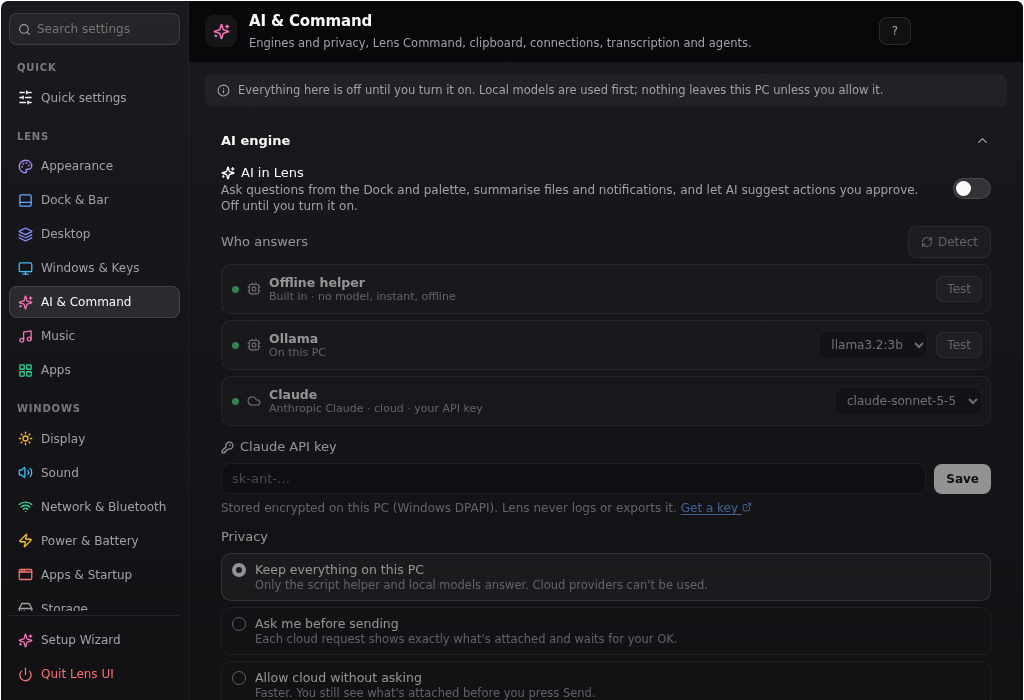 Search settings
QUICK
Quick settings
LENS
Appearance
Dock & Bar
Desktop
Windows & Keys
AI & Command
Music
Apps
WINDOWS
Display
Sound
Network & Bluetooth
Power & Battery
Apps & Startup
Storage
Setup Wizard
Quit Lens UI
AI & Command
Engines and privacy, Lens Command, clipboard, connections, transcription and agents.
?
Everything here is off until you turn it on. Local models are used first; nothing leaves this PC unless you allow it.
AI engine
AI in Lens
Ask questions from the Dock and palette, summarise files and notifications, and let AI suggest actions you approve.
Off until you turn it on.
Who answers
Detect
Offline helper
Built in · no model, instant, offline
Test
Ollama
On this PC
llama3.2:3b
Test
Claude
Anthropic Claude · cloud · your API key
claude-sonnet-5-5
Claude API key
sk-ant-...
Save
Stored encrypted on this PC (Windows DPAPI). Lens never logs or exports it. Get a key
Privacy
Keep everything on this PC
Only the script helper and local models answer. Cloud providers can't be used.
Ask me before sending
Each cloud request shows exactly what's attached and waits for your OK.
Allow cloud without asking
Faster. You still see what's attached before you press Send.